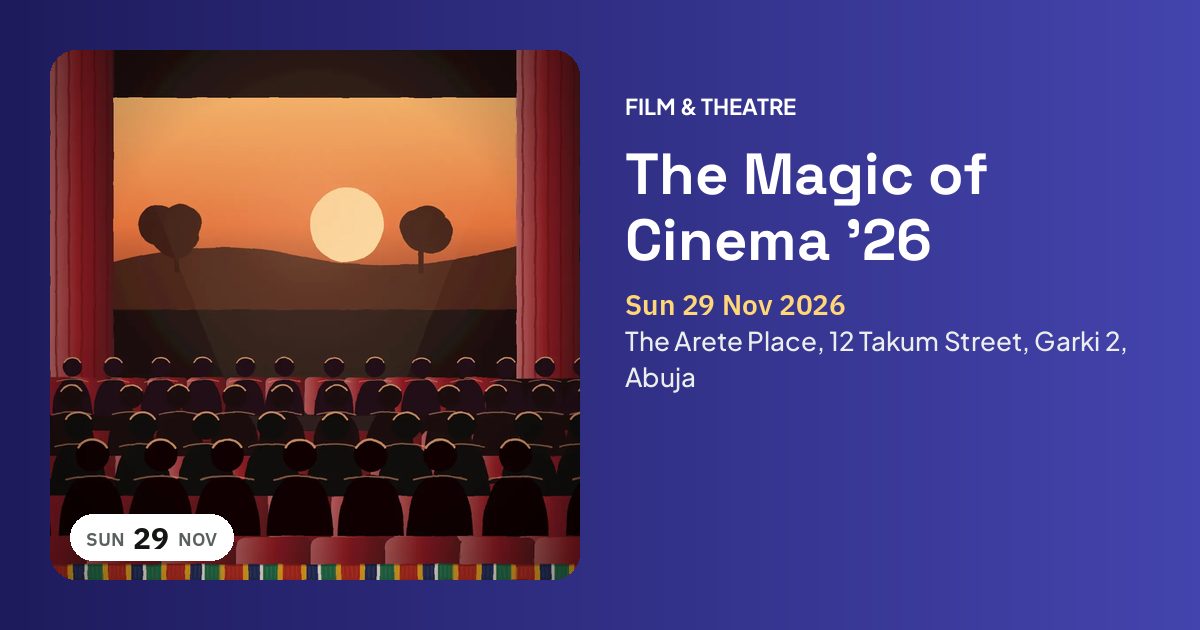 FILM & THEATRE
The Magic of
Cinema ’26
Sun 29 Nov 2026
The Arete Place, 12 Takum Street, Garki 2,
Abuja
SUN 29 NOV